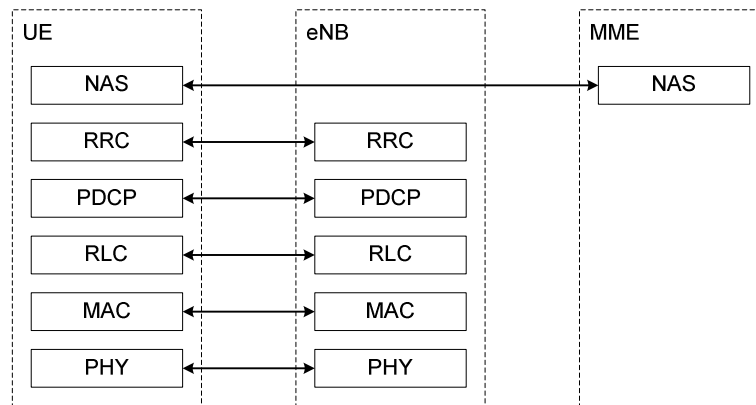 UE eNB MME
NAS NAS
RRC RRC
PDCP PDCP
RLC RLC
MAC MAC
PHY PHY